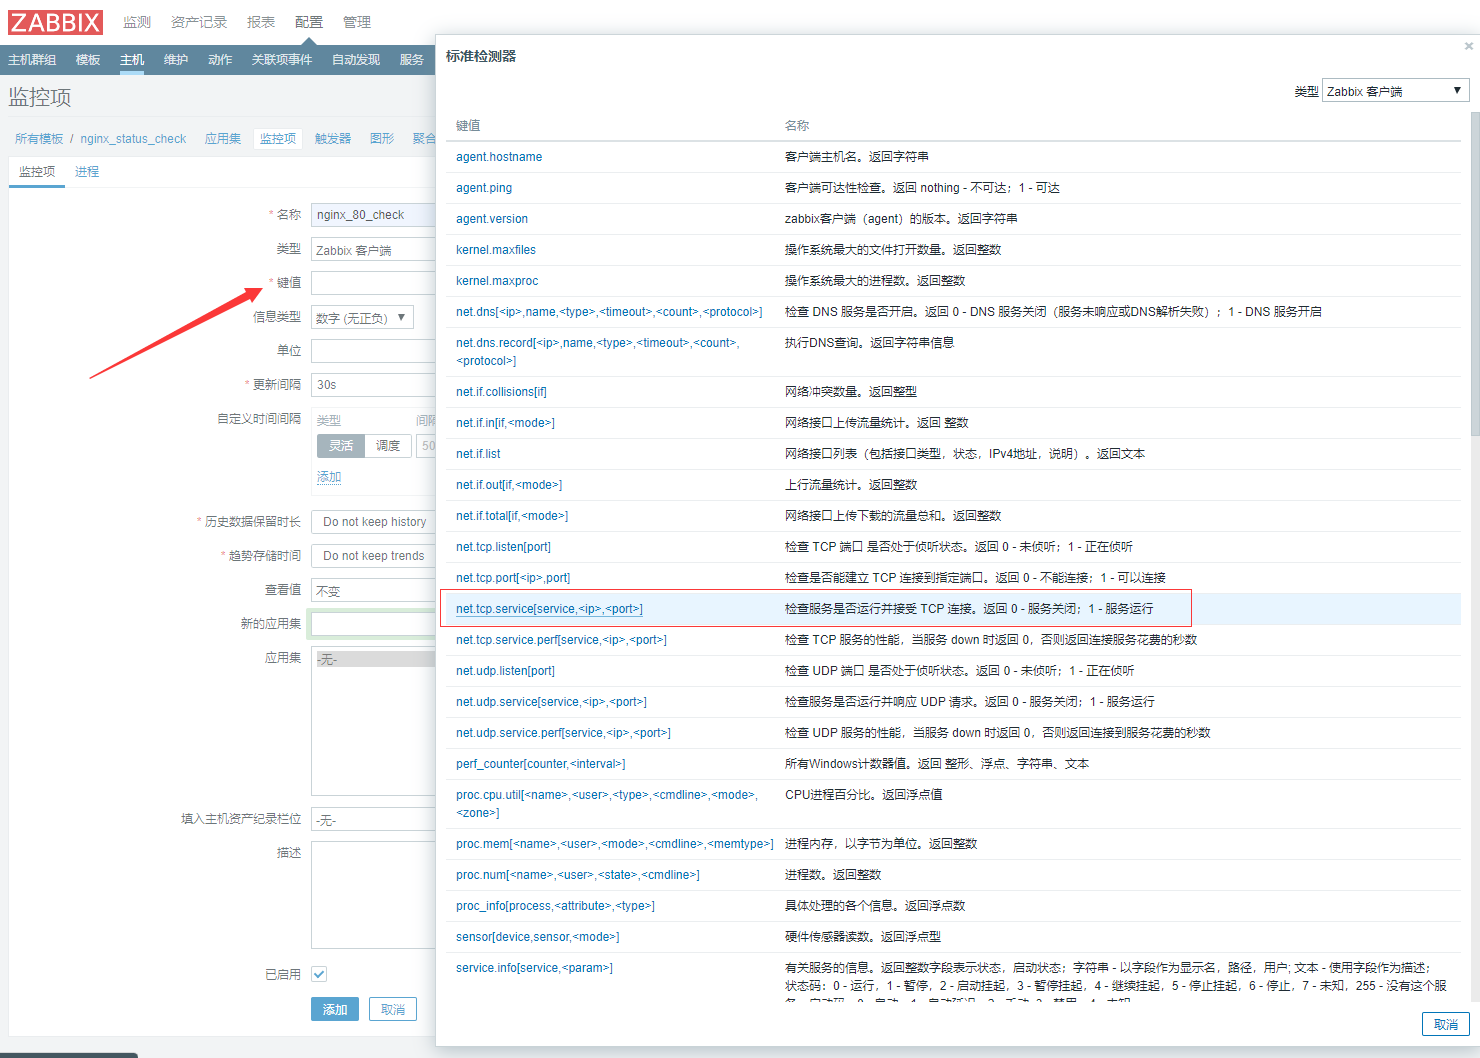 ZABBIX 监测 资产记录 报表 配置 管理
主机群组 模板 主机 维护 动作 关联项事件 自动发现 服务
监控项
所有模板 / nginx_status_check 应用集 监控项 触发器 图形 聚合
监控项 进程
* 名称 nginx_80_check
类型 Zabbix 客户端
* 键值
信息类型 数字 (无正负) ▼
单位
* 更新间隔 30s
自定义时间间隔 类型 间隔
灵活 调度 50
添加
* 历史数据保留时长 Do not keep history
* 趋势存储时间 Do not keep trends
查看值 不变
新的应用集
应用集 -无-
填入主机资产纪录栏位 -无-
描述
已启用
添加 取消
标准检测器 ×
类型 Zabbix 客户端 ▼
键值 名称
agent.hostname 客户端主机名。返回字符串
agent.ping 客户端可达性检查。返回 nothing - 不可达；1 - 可达
agent.version zabbix客户端（agent）的版本。返回字符串
kernel.maxfiles 操作系统最大的文件打开数量。返回整数
kernel.maxproc 操作系统最大的进程数。返回整数
net.dns[<ip>,name,<type>,<timeout>,<count>,<protocol>] 检查 DNS 服务是否开启。返回 0 - DNS 服务关闭（服务未响应或DNS解析失败）；1 - DNS 服务开启
net.dns.record[<ip>,name,<type>,<timeout>,<count>, 执行DNS查询。返回字符串信息
<protocol>]
net.if.collisions[if] 网络冲突数量。返回整型
net.if.in[if,<mode>] 网络接口上传流量统计。返回 整数
net.if.list 网络接口列表（包括接口类型，状态，IPv4地址，说明）。返回文本
net.if.out[if,<mode>] 上行流量统计。返回整数
net.if.total[if,<mode>] 网络接口上传下载的流量总和。返回整数
net.tcp.listen[port] 检查 TCP 端口 是否处于侦听状态。返回 0 - 未侦听；1 - 正在侦听
net.tcp.port[<ip>,port] 检查是否能建立 TCP 连接到指定端口。返回 0 - 不能连接；1 - 可以连接
net.tcp.service[service,<ip>,<port>] 检查服务是否运行并接受 TCP 连接。返回 0 - 服务关闭；1 - 服务运行
net.tcp.service.perf[service,<ip>,<port>] 检查 TCP 服务的性能，当服务 down 时返回 0，否则返回连接服务花费的秒数
net.udp.listen[port] 检查 UDP 端口 是否处于侦听状态。返回 0 - 未侦听；1 - 正在侦听
net.udp.service[service,<ip>,<port>] 检查服务是否运行并响应 UDP 请求。返回 0 - 服务关闭；1 - 服务运行
net.udp.service.perf[service,<ip>,<port>] 检查 UDP 服务的性能，当服务 down 时返回 0，否则返回连接到服务花费的秒数
perf_counter[counter,<interval>] 所有Windows计数器值。返回 整形、浮点、字符串、文本
proc.cpu.util[<name>,<user>,<type>,<cmdline>,<mode>, CPU进程百分比。返回浮点值
<zone>]
proc.mem[<name>,<user>,<mode>,<cmdline>,<memtype>] 进程内存，以字节为单位。返回整数
proc.num[<name>,<user>,<state>,<cmdline>] 进程数。返回整数
proc_info[process,<attribute>,<type>] 具体处理的各个信息。返回浮点数
sensor[device,sensor,<mode>] 硬件传感器读数。返回浮点型
service.info[service,<param>] 有关服务的信息。返回整数字段表示状态，启动状态；字符串 - 以字段作为显示名，路径，用户; 文本 - 使用字段作为描述；
状态码：0 - 运行，1 - 暂停，2 - 启动挂起，3 - 暂停挂起，4 - 继续挂起，5 - 停止挂起，6 - 停止，7 - 未知，255 - 没有这个服
取消